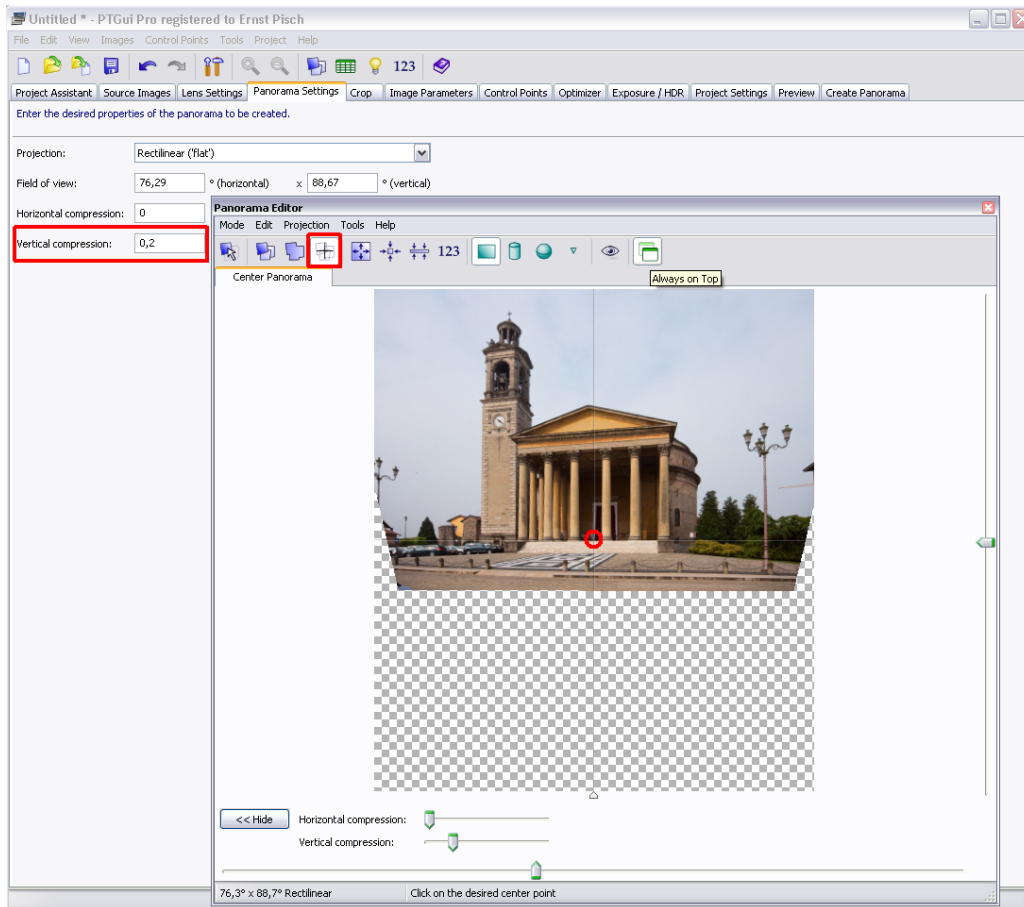 Untitled * - PTGui Pro registered to Ernst Pisch
File Edit View Images Control Points Tools Project Help
123
Project Assistant Source Images Lens Settings Panorama Settings Crop Image Parameters Control Points Optimizer Exposure / HDR Project Settings Preview Create Panorama
Enter the desired properties of the panorama to be created.
Projection: Rectilinear ('flat')
Field of view: 76,29 ° (horizontal) x 88,67 ° (vertical)
Horizontal compression: 0
Vertical compression: 0,2
Panorama Editor
Mode Edit Projection Tools Help
123
Always on Top
Center Panorama
<< Hide Horizontal compression:
Vertical compression:
76,3° x 88,7° Rectilinear Click on the desired center point